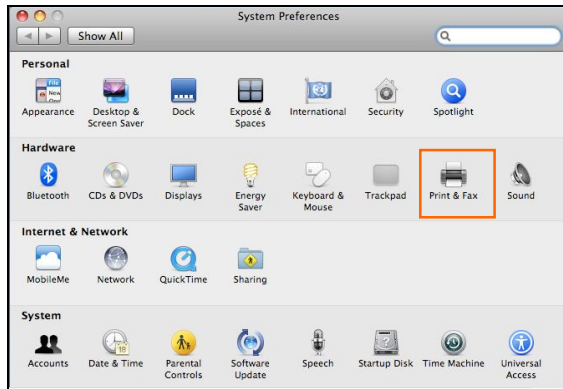 System Preferences
Show All
Personal
Appearance
Desktop &
Screen Saver
Dock
Exposé &
Spaces
International
Security
Spotlight
Hardware
Bluetooth
CDs & DVDs
Displays
Energy
Saver
Keyboard &
Mouse
Trackpad
Print & Fax
Sound
Internet & Network
MobileMe
Network
QuickTime
Sharing
System
Accounts
Date & Time
Parental
Controls
Software
Update
Speech
Startup Disk
Time Machine
Universal
Access